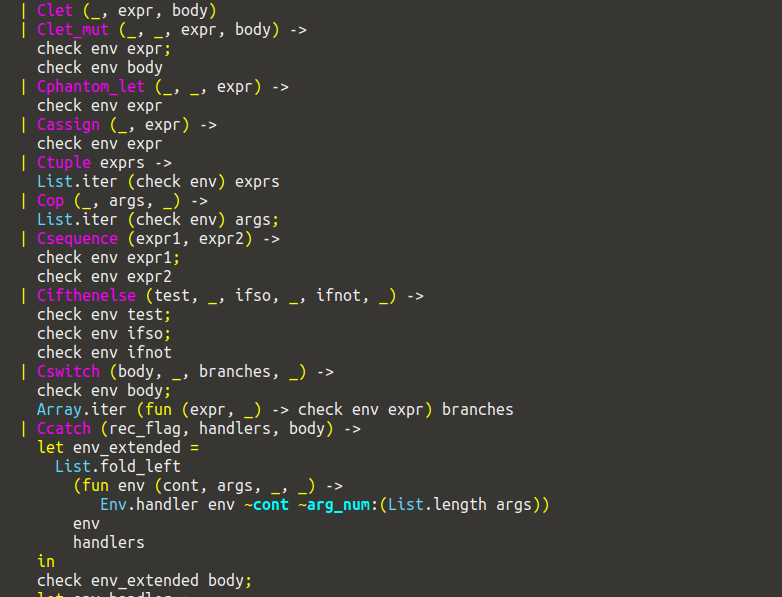 | Clet (_, expr, body)
| Clet_mut (_, _, expr, body) ->
check env expr;
check env body
| Cphantom_let (_, _, expr) ->
check env expr
| Cassign (_, expr) ->
check env expr
| Ctuple exprs ->
List.iter (check env) exprs
| Cop (_, args, _) ->
List.iter (check env) args;
| Csequence (expr1, expr2) ->
check env expr1;
check env expr2
| Cifthenelse (test, _, ifso, _, ifnot, _) ->
check env test;
check env ifso;
check env ifnot
| Cswitch (body, _, branches, _) ->
check env body;
Array.iter (fun (expr, _) -> check env expr) branches
| Ccatch (rec_flag, handlers, body) ->
let env_extended =
List.fold_left
(fun env (cont, args, _, _) ->
Env.handler env ~cont ~arg_num:(List.length args))
env
handlers
in
check env_extended body;